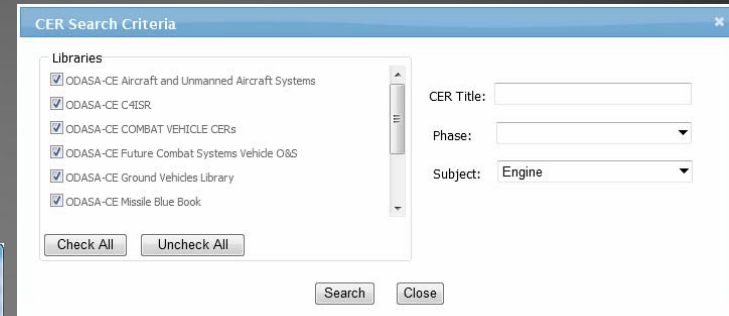 CER Search Criteria
Libraries
ODASA-CE Aircraft and Unmanned Aircraft Systems
ODASA-CE C4ISR
ODASA-CE COMBAT VEHICLE CERs
ODASA-CE Future Combat Systems Vehicle O&S
ODASA-CE Ground Vehicles Library
ODASA-CE Missile Blue Book
Check All Uncheck All
CER Title:
Phase:
Subject: Engine
Search Close